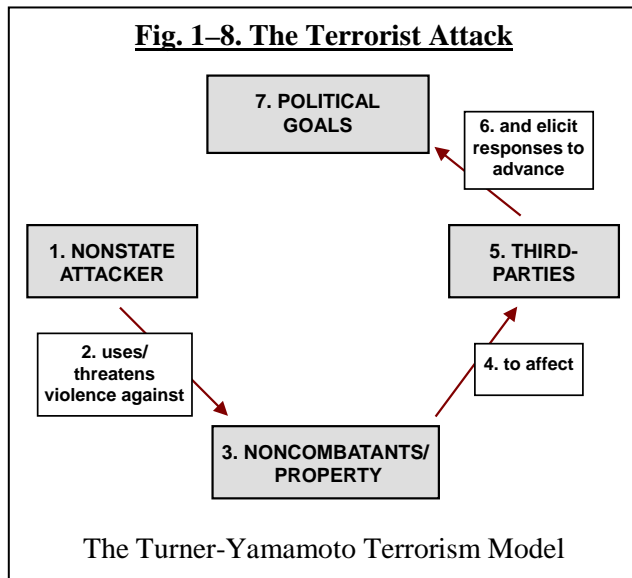 Fig. 1–8. The Terrorist Attack
7. POLITICAL
GOALS
6. and elicit
responses to
advance
1. NONSTATE
ATTACKER
5. THIRD-
PARTIES
2. uses/
threatens
violence against
4. to affect
3. NONCOMBATANTS/
PROPERTY
The Turner-Yamamoto Terrorism Model